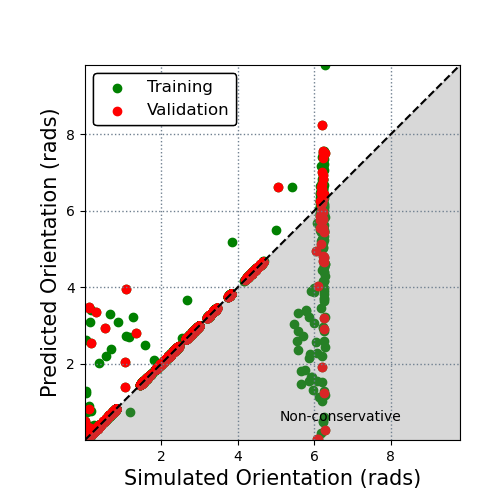 Training
Validation
Predicted Orientation (rads)
8
6
4
2
Non-conservative
2 4 6 8
Simulated Orientation (rads)